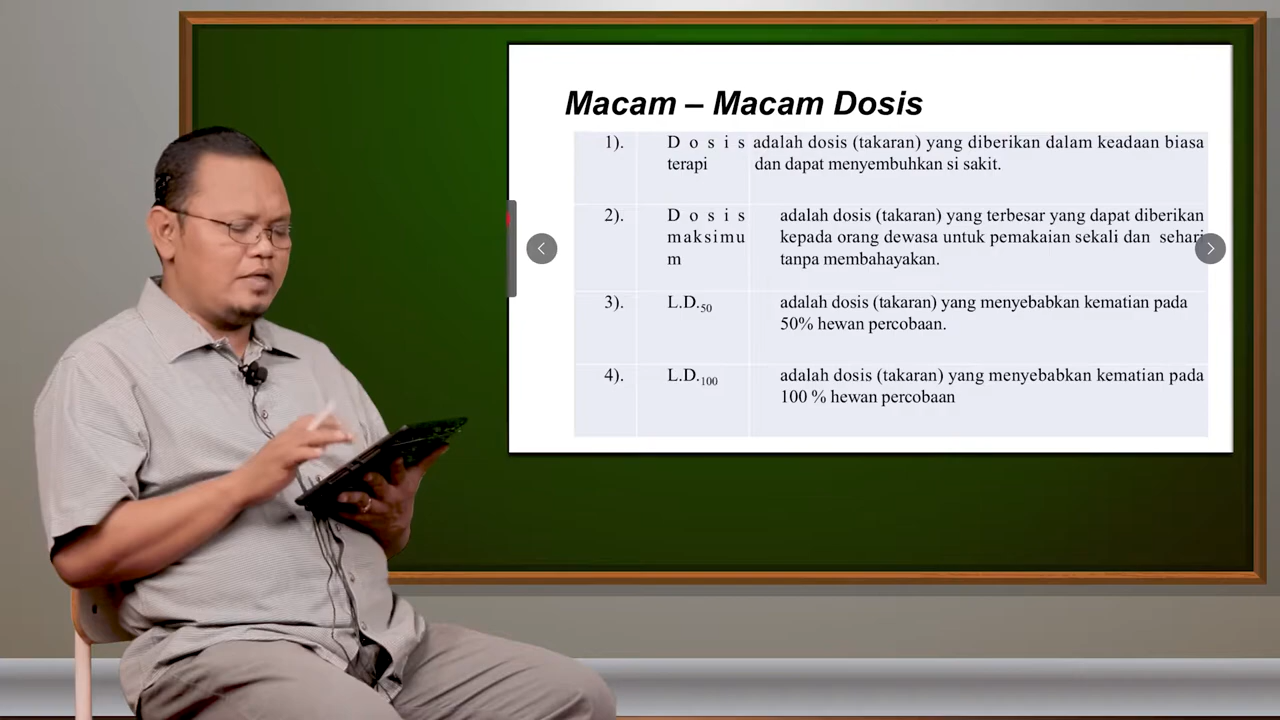 Macam – Macam Dosis
1). Dosis adalah dosis (takaran) yang diberikan dalam keadaan biasa
terapi dan dapat menyembuhkan si sakit.
2). Dosis adalah dosis (takaran) yang terbesar yang dapat diberikan
maksimu kepada orang dewasa untuk pemakaian sekali dan sehari
m tanpa membahayakan.
3). L.D.50 adalah dosis (takaran) yang menyebabkan kematian pada
50% hewan percobaan.
4). L.D.100 adalah dosis (takaran) yang menyebabkan kematian pada
100 % hewan percobaan